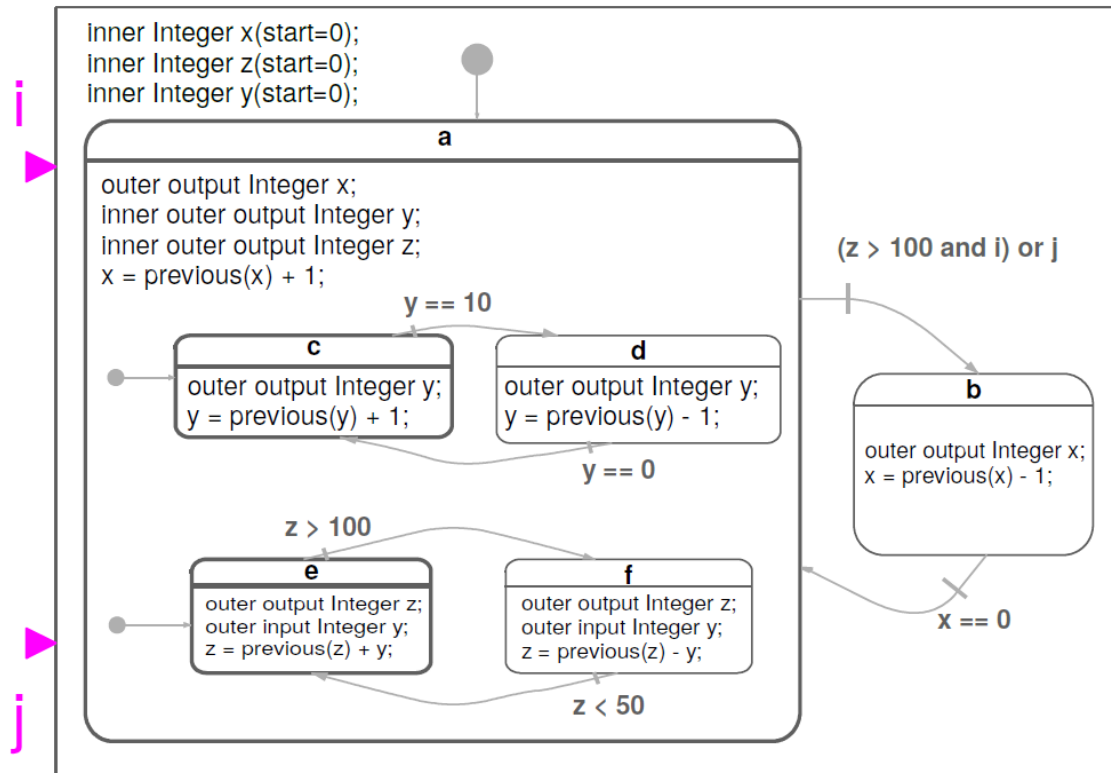 inner Integer x(start=0);
inner Integer z(start=0);
inner Integer y(start=0);
i
a
outer output Integer x;
inner outer output Integer y;
inner outer output Integer z;
x = previous(x) + 1;
(z > 100 and i) or j
y == 10
c
outer output Integer y;
y = previous(y) + 1;
d
outer output Integer y;
y = previous(y) - 1;
y == 0
b
outer output Integer x;
x = previous(x) - 1;
z > 100
e
outer output Integer z;
outer input Integer y;
z = previous(z) + y;
f
outer output Integer z;
outer input Integer y;
z = previous(z) - y;
x == 0
z < 50
j